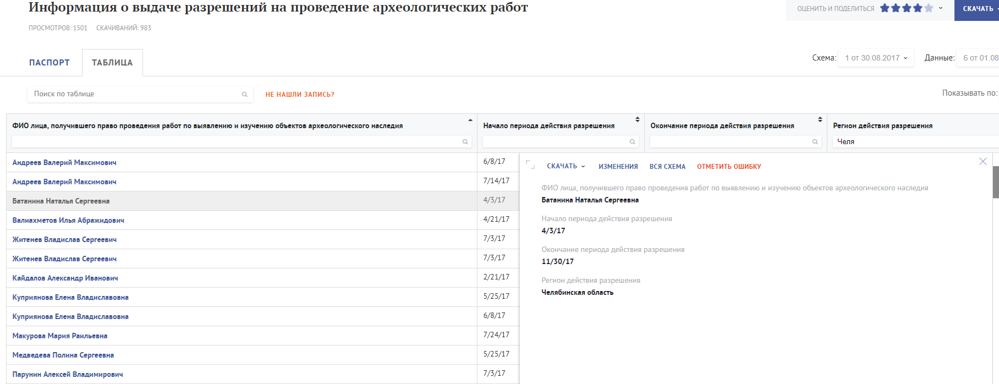 Информация о выдаче разрешений на проведение археологических работ
ОЦЕНИТЬ И ПОДЕЛИТЬСЯ
СКАЧАТЬ
ПРОСМОТРОВ: 1501 СКАЧИВАНИЙ: 983
ПАСПОРТ ТАБЛИЦА
Схема: 1 от 30.08.2017 Данные: 6 от 01.08
Поиск по таблице НЕ НАШЛИ ЗАПИСЬ? Показывать по:
ФИО лица, получившего право проведения работ по выявлению и изучению объектов археологического наследия
Начало периода действия разрешения
Окончание периода действия разрешения
Регион действия разрешения
Челя
Андреев Валерий Максимович 6/8/17
Андреев Валерий Максимович 7/14/17
Батанина Наталья Сергеевна 4/3/17
Валиахметов Илья Абражидович 4/21/17
Житенев Владислав Сергеевич 7/3/17
Житенев Владислав Сергеевич 7/3/17
Кайдалов Александр Иванович 2/21/17
Куприянова Елена Владиславовна 5/25/17
Куприянова Елена Владиславовна 6/8/17
Макурова Мария Раильевна 7/24/17
Медведева Полина Сергеевна 5/25/17
Парунин Алексей Владимирович 7/3/17
СКАЧАТЬ ИЗМЕНЕНИЯ ВСЯ СХЕМА ОТМЕТИТЬ ОШИБКУ
ФИО лица, получившего право проведения работ по выявлению и изучению объектов археологического наследия
Батанина Наталья Сергеевна
Начало периода действия разрешения
4/3/17
Окончание периода действия разрешения
11/30/17
Регион действия разрешения
Челябинская область